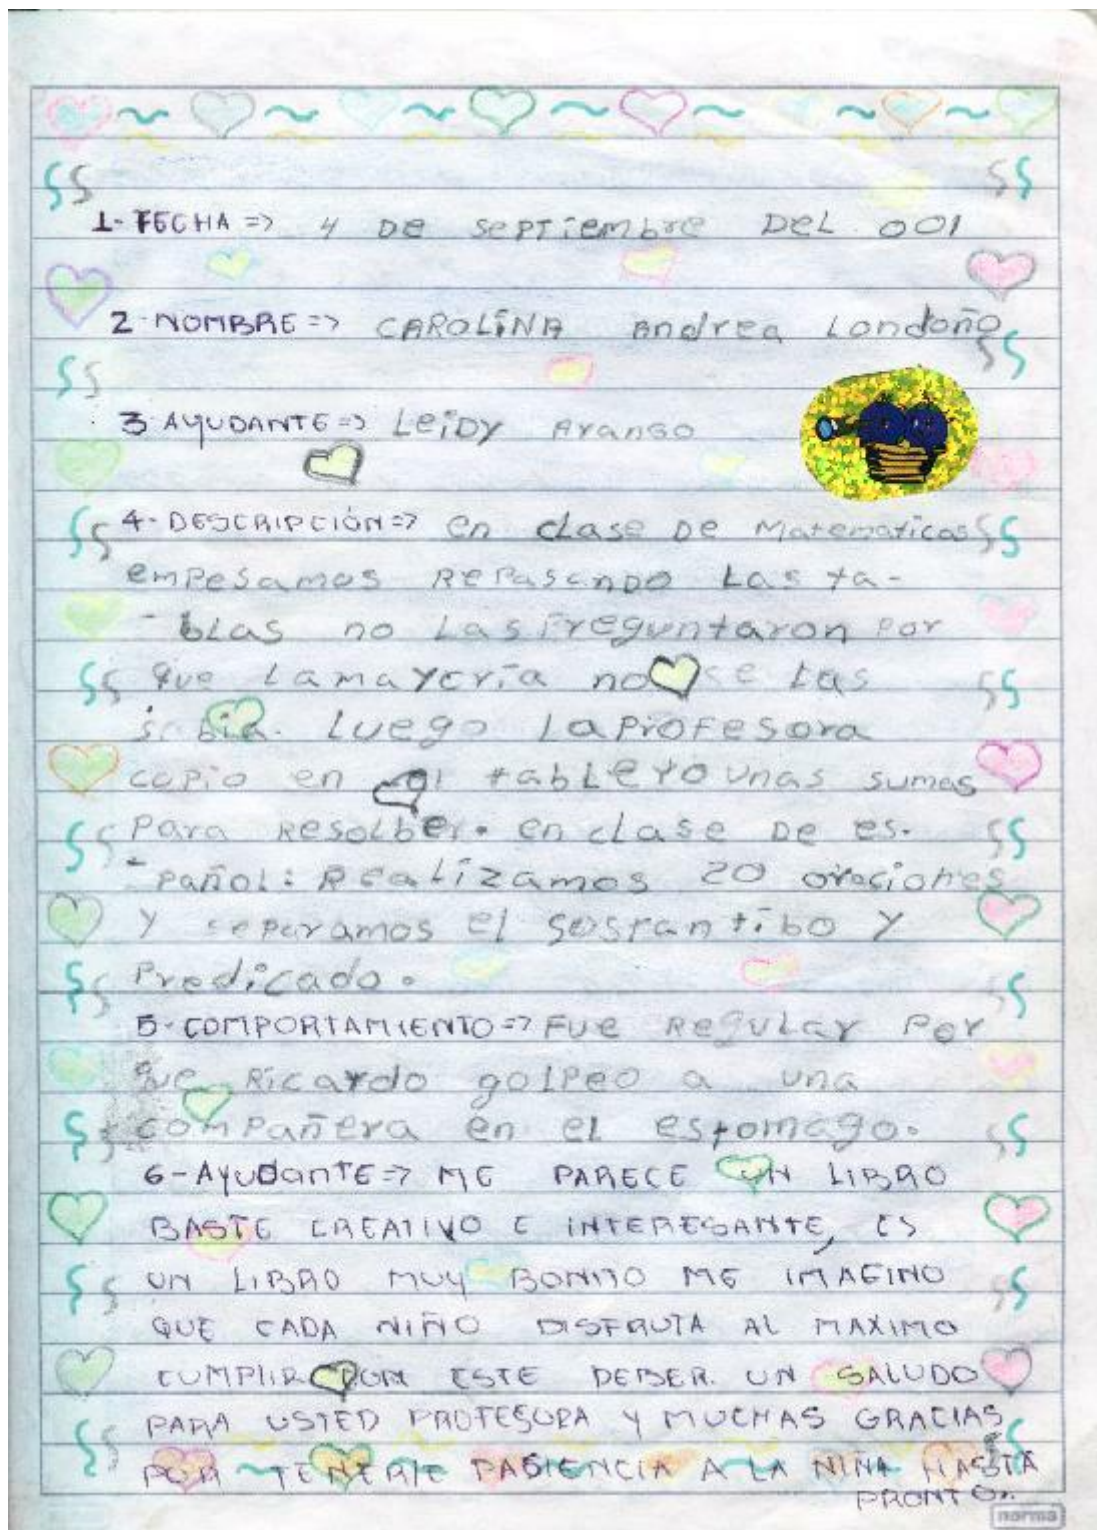 1- FECHA => 4 DE SEPTiembre DEL 001
2-NOMBRE => CAROLINA Andrea Londoño
3-AYUDANTE => LeiDy Arango
4- DESCRIPCIÓN => en clase De Matematicas
emPesamos REPasanDO Las ta-
- bLas no Las Preguntaron por
que La mayoría no se Las
sabia. Luego La Profesora
copio en el tabLero unas sumas
Para ResoLber. en cLase De es-
- pañoL: ReaLizamos 20 oraciones
y separamos el sostantibo y
Predicado.
5-COMPORTAMIENTO => FUE ReguLar Por
que Ricardo goLPeo a una
comPañera en eL estomago.
6-AyuDanTE => ME PARECE UN LIBRO
BASTE CREATIVO E INTERESANTE, ES
UN LIBRO MUY BONITO ME IMAGINO
QUE CADA NIÑO DISFRUTA AL MAXIMO
CUMPLIR CON ESTE DEBER. UN SALUDO
PARA USTED PROFESORA Y MUCHAS GRACIAS
POR TENERLE PASIENCIA A LA NIÑA HASTA
PRONTO
norma